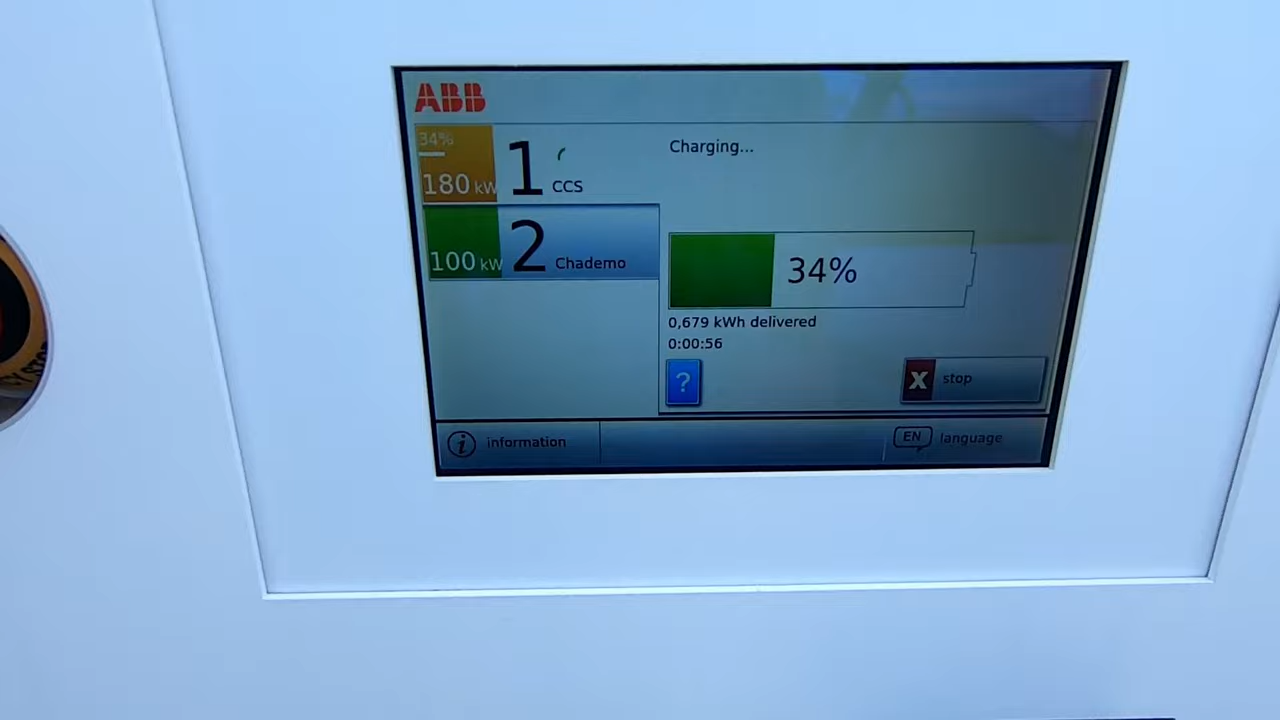 ABB
34%
180 kW
1
CCS
100 kW
2
Chademo
Charging...
34%
0,679 kWh delivered
0:00:56
?
X stop
i information
EN language